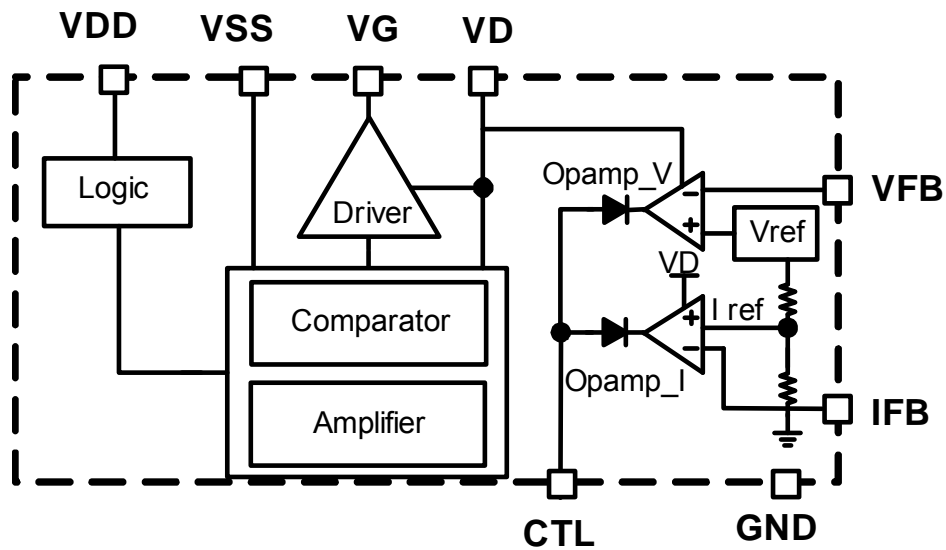 VDD VSS VG VD
Logic
Driver
Opamp_V
VFB
Vref
VD
I ref
Comparator
Opamp_I
Amplifier
IFB
CTL GND